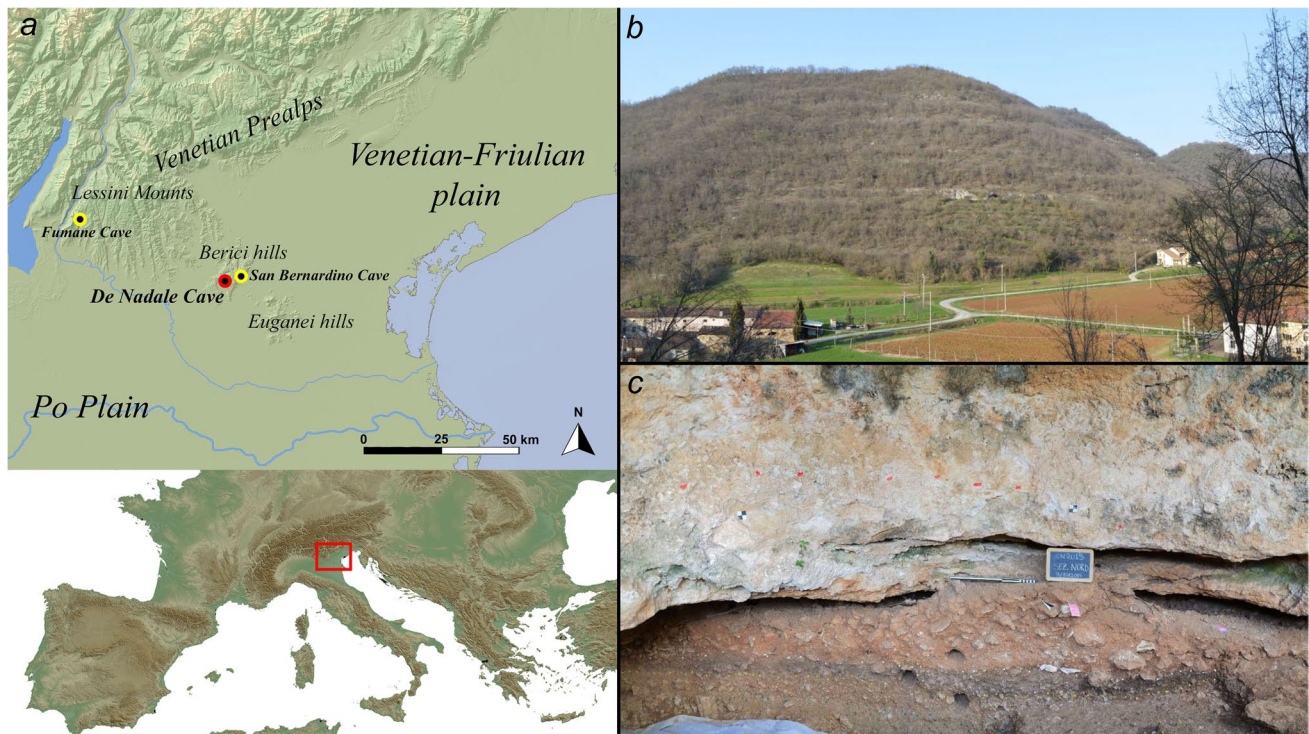 a
Venetian Prealps
Venetian-Friulian
plain
Lessini Mounts
Fumane Cave
Berici hills
San Bernardino Cave
De Nadale Cave
Euganei hills
Po Plain
N
0 25 50 km
b
c
SEZ. NORD